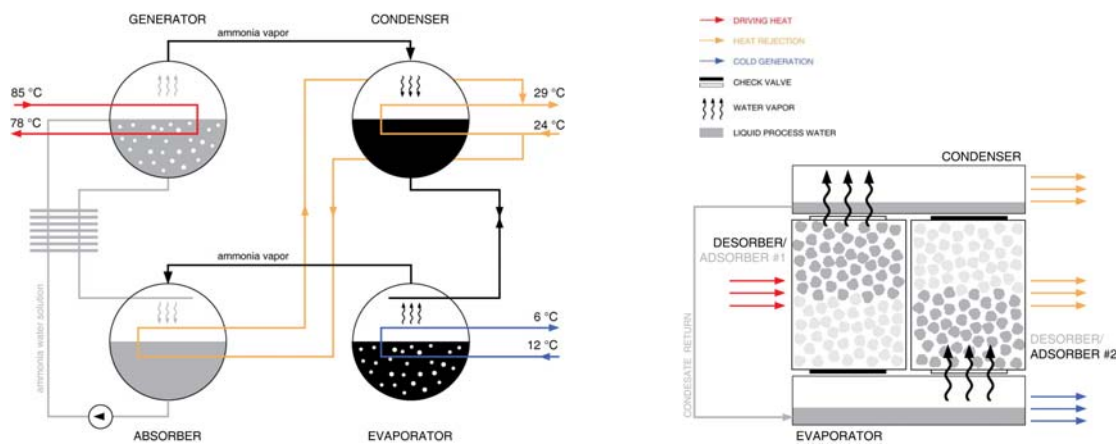 GENERATOR
CONDENSER
ammonia vapor
85 °C
78 °C
29 °C
24 °C
ammonia water solution
ammonia vapor
6 °C
12 °C
ABSORBER
EVAPORATOR
DRIVING HEAT
HEAT REJECTION
COLD GENERATION
CHECK VALVE
WATER VAPOR
LIQUID PROCESS WATER
CONDENSER
DESORBER/
ADSORBER #1
CONDESATE RETURN
DESORBER/
ADSORBER #2
EVAPORATOR